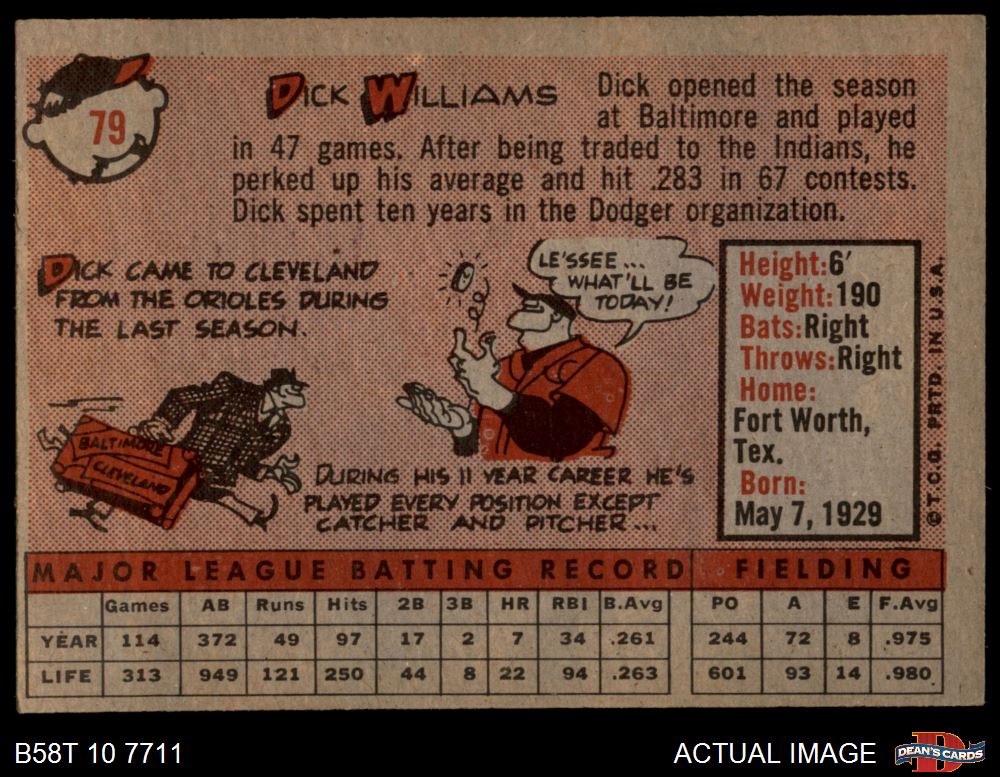 79
DICK WILLIAMS
Dick opened the season
at Baltimore and played
in 47 games. After being traded to the Indians, he
perked up his average and hit .283 in 67 contests.
Dick spent ten years in the Dodger organization.
DICK CAME TO CLEVELAND
FROM THE ORIOLES DURING
THE LAST SEASON.
BALTIMORE
CLEVELAND
LE'SSEE...
WHAT'LL BE
TODAY!
DURING HIS 11 YEAR CAREER HE'S
PLAYED EVERY POSITION EXCEPT
CATCHER AND PITCHER...
Height:6'
Weight:190
Bats:Right
Throws:Right
Home:
Fort Worth,
Tex.
Born:
May 7, 1929
© T.C.G. PRTD. IN U.S.A.
MAJOR LEAGUE BATTING RECORD FIELDING
Games AB Runs Hits 2B 3B HR RBI B.Avg PO A E F.Avg
YEAR 114 372 49 97 17 2 7 34 .261 244 72 8 .975
LIFE 313 949 121 250 44 8 22 94 .263 601 93 14 .980
B58T 10 7711
ACTUAL IMAGE
DEAN'S CARDS